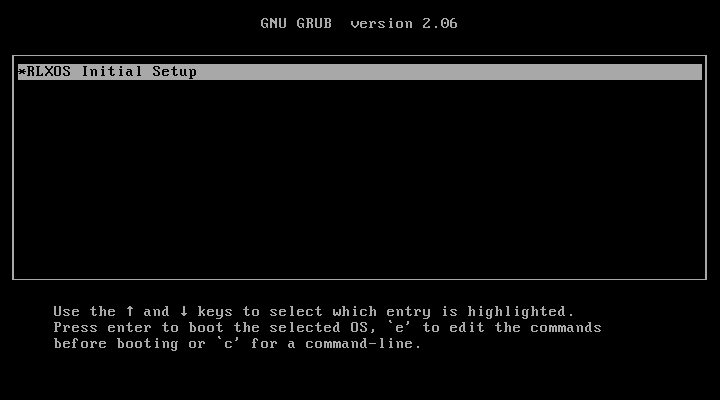 GNU GRUB  version 2.06
*RLXOS Initial Setup
Use the ↑ and ↓ keys to select which entry is highlighted.
Press enter to boot the selected OS, `e' to edit the commands
before booting or `c' for a command-line.